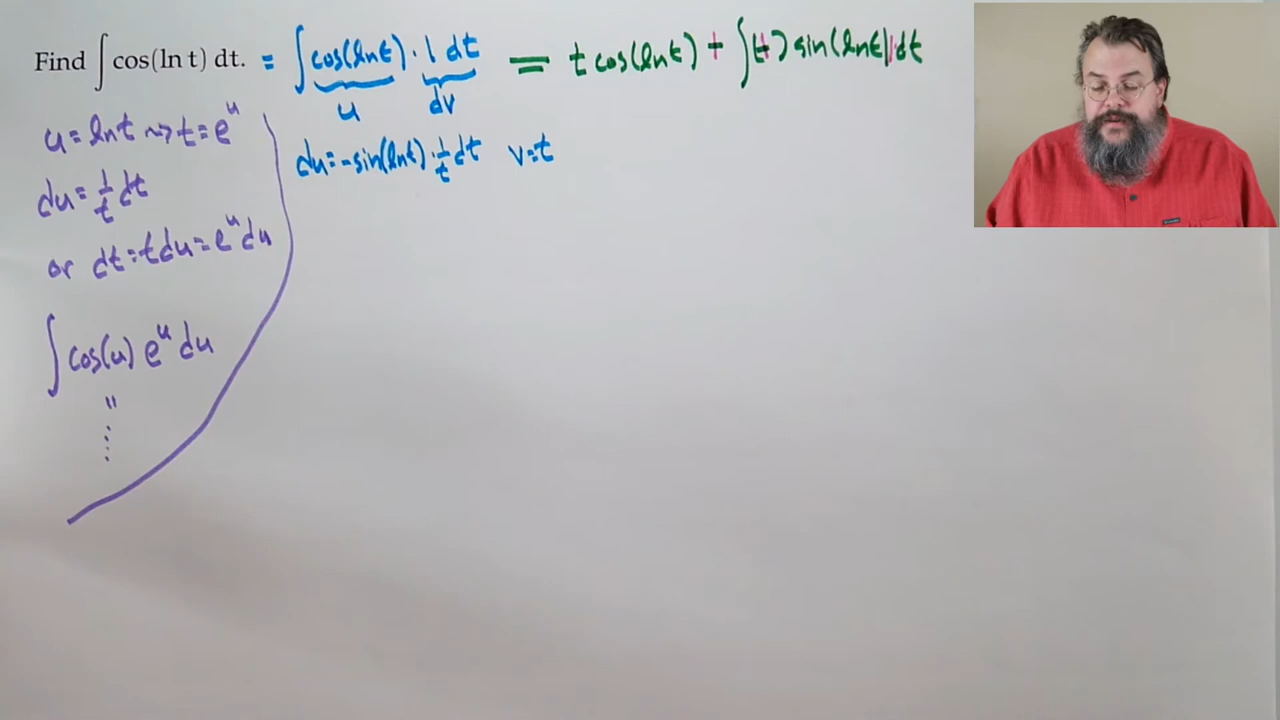 Find ∫ cos(ln t) dt. = ∫ cos(ln t) · 1 dt = t cos(ln t) + ∫ (+) sin(ln t) dt
u dv
du = -sin(ln t) · 1/t dt v = t
u = ln t ⇝ t = e^u
du = 1/t dt
or dt = t du = e^u du
∫ cos(u) e^u du
"
⋮